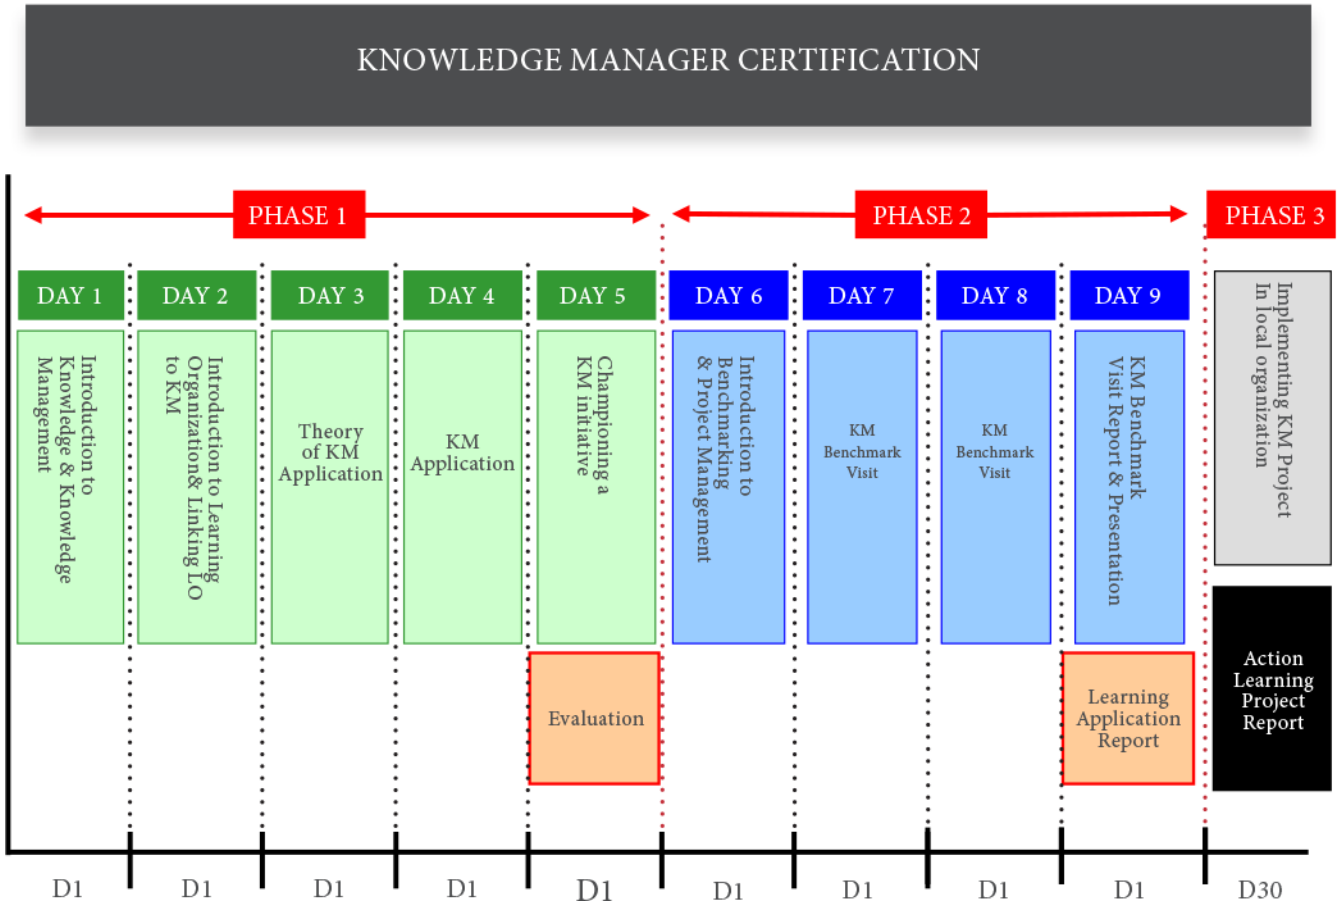 KNOWLEDGE MANAGER CERTIFICATION
PHASE 1
PHASE 2
PHASE 3
DAY 1
DAY 2
DAY 3
DAY 4
DAY 5
DAY 6
DAY 7
DAY 8
DAY 9
Introduction to
Knowledge & Knowledge
Management
Introduction to Learning
Organization& Linking LO
to KM
Theory
of KM
Application
KM
Application
Championing a
KM initiative
Introduction to
Benchmarking
& Project Management
KM
Benchmark
Visit
KM
Benchmark
Visit
KM Benchmark
Visit Report & Presentation
Implementing KM Project
In local organization
Evaluation
Learning
Application
Report
Action
Learning
Project
Report
D1
D1
D1
D1
D1
D1
D1
D1
D1
D30